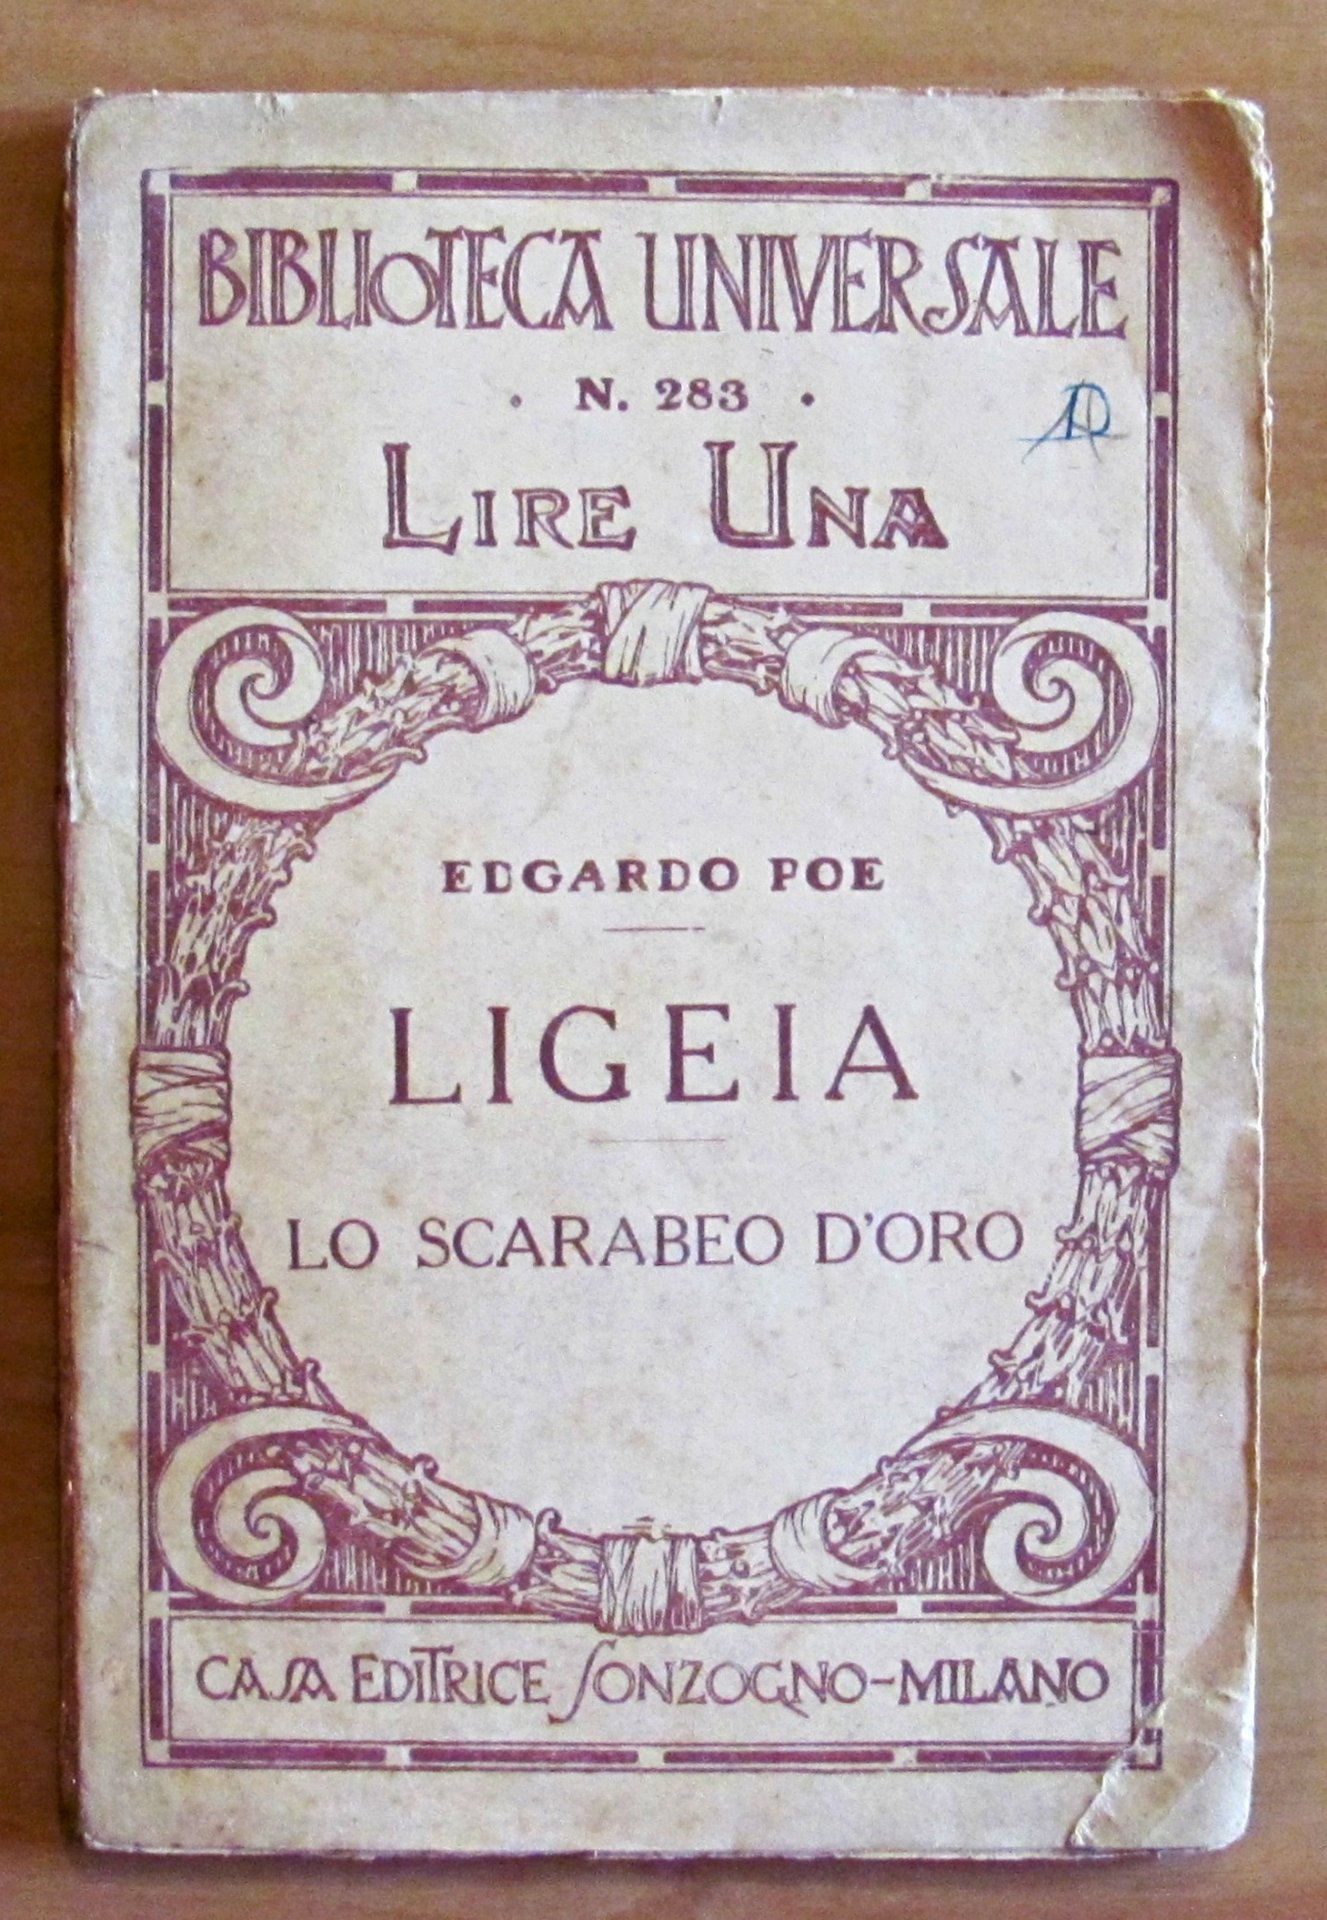 BIBLIOTECA UNIVERSALE
· N. 283 ·
LIRE UNA
EDGARDO POE
LIGEIA
LO SCARABEO D'ORO
CASA EDITRICE SONZOGNO-MILANO